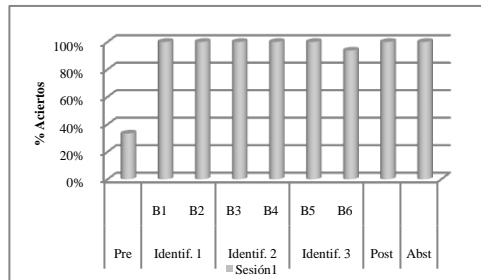 % Aciertos
100%
80%
60%
40%
20%
0%
B1 B2 B3 B4 B5 B6
Pre Identif. 1 Identif. 2 Identif. 3 Post Abst
Sesión1